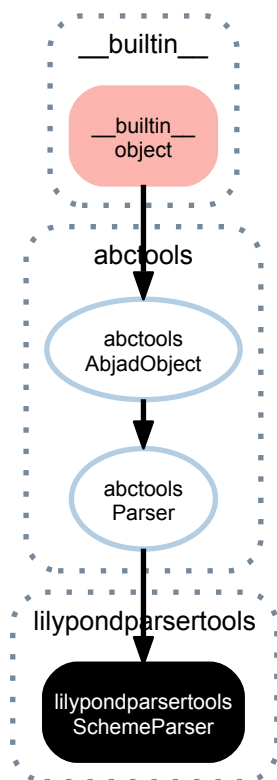 __builtin__
__builtin__
object
abctools
abctools
AbjadObject
abctools
Parser
lilypondparsertools
lilypondparsertools
SchemeParser